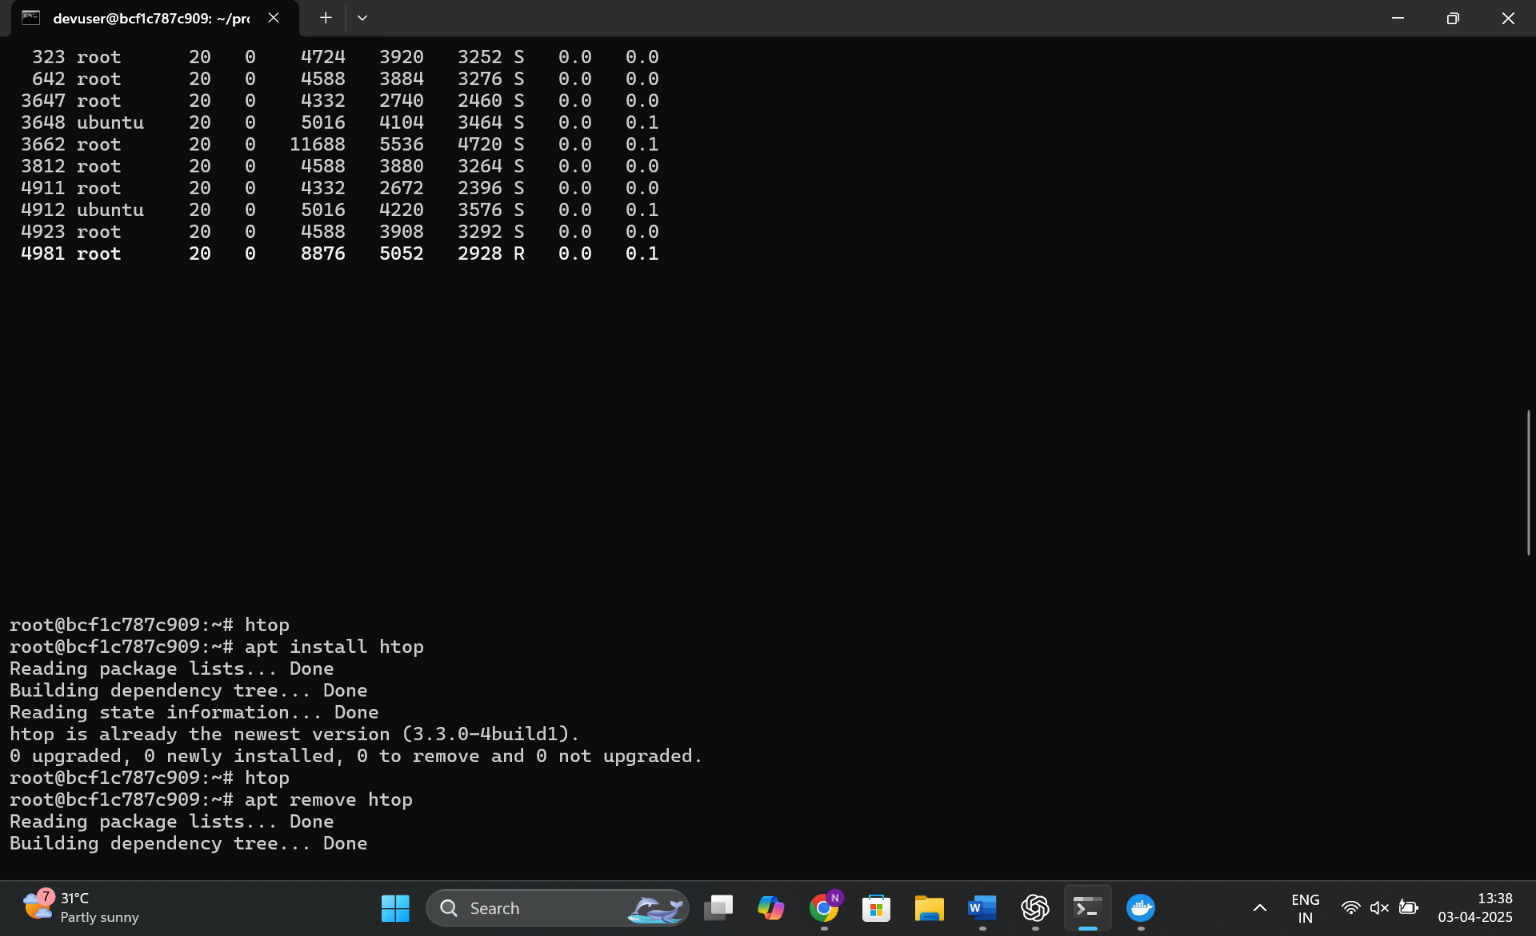 devuser@bcf1c787c909: ~/pro
323 root 20 0 4724 3920 3252 S 0.0 0.0
642 root 20 0 4588 3884 3276 S 0.0 0.0
3647 root 20 0 4332 2740 2460 S 0.0 0.0
3648 ubuntu 20 0 5016 4104 3464 S 0.0 0.1
3662 root 20 0 11688 5536 4720 S 0.0 0.1
3812 root 20 0 4588 3880 3264 S 0.0 0.0
4911 root 20 0 4332 2672 2396 S 0.0 0.0
4912 ubuntu 20 0 5016 4220 3576 S 0.0 0.1
4923 root 20 0 4588 3908 3292 S 0.0 0.0
4981 root 20 0 8876 5052 2928 R 0.0 0.1
root@bcf1c787c909:~# htop
root@bcf1c787c909:~# apt install htop
Reading package lists... Done
Building dependency tree... Done
Reading state information... Done
htop is already the newest version (3.3.0-4build1).
0 upgraded, 0 newly installed, 0 to remove and 0 not upgraded.
root@bcf1c787c909:~# htop
root@bcf1c787c909:~# apt remove htop
Reading package lists... Done
Building dependency tree... Done
7
31°C
Partly sunny
Search
N
W
ENG
IN
13:38
03-04-2025